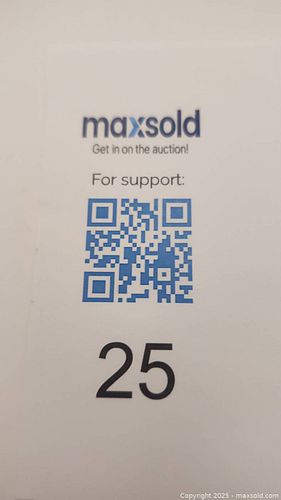 maxsold
Get in on the auction!
For support:
25
Copyright 2025 - maxsold.com